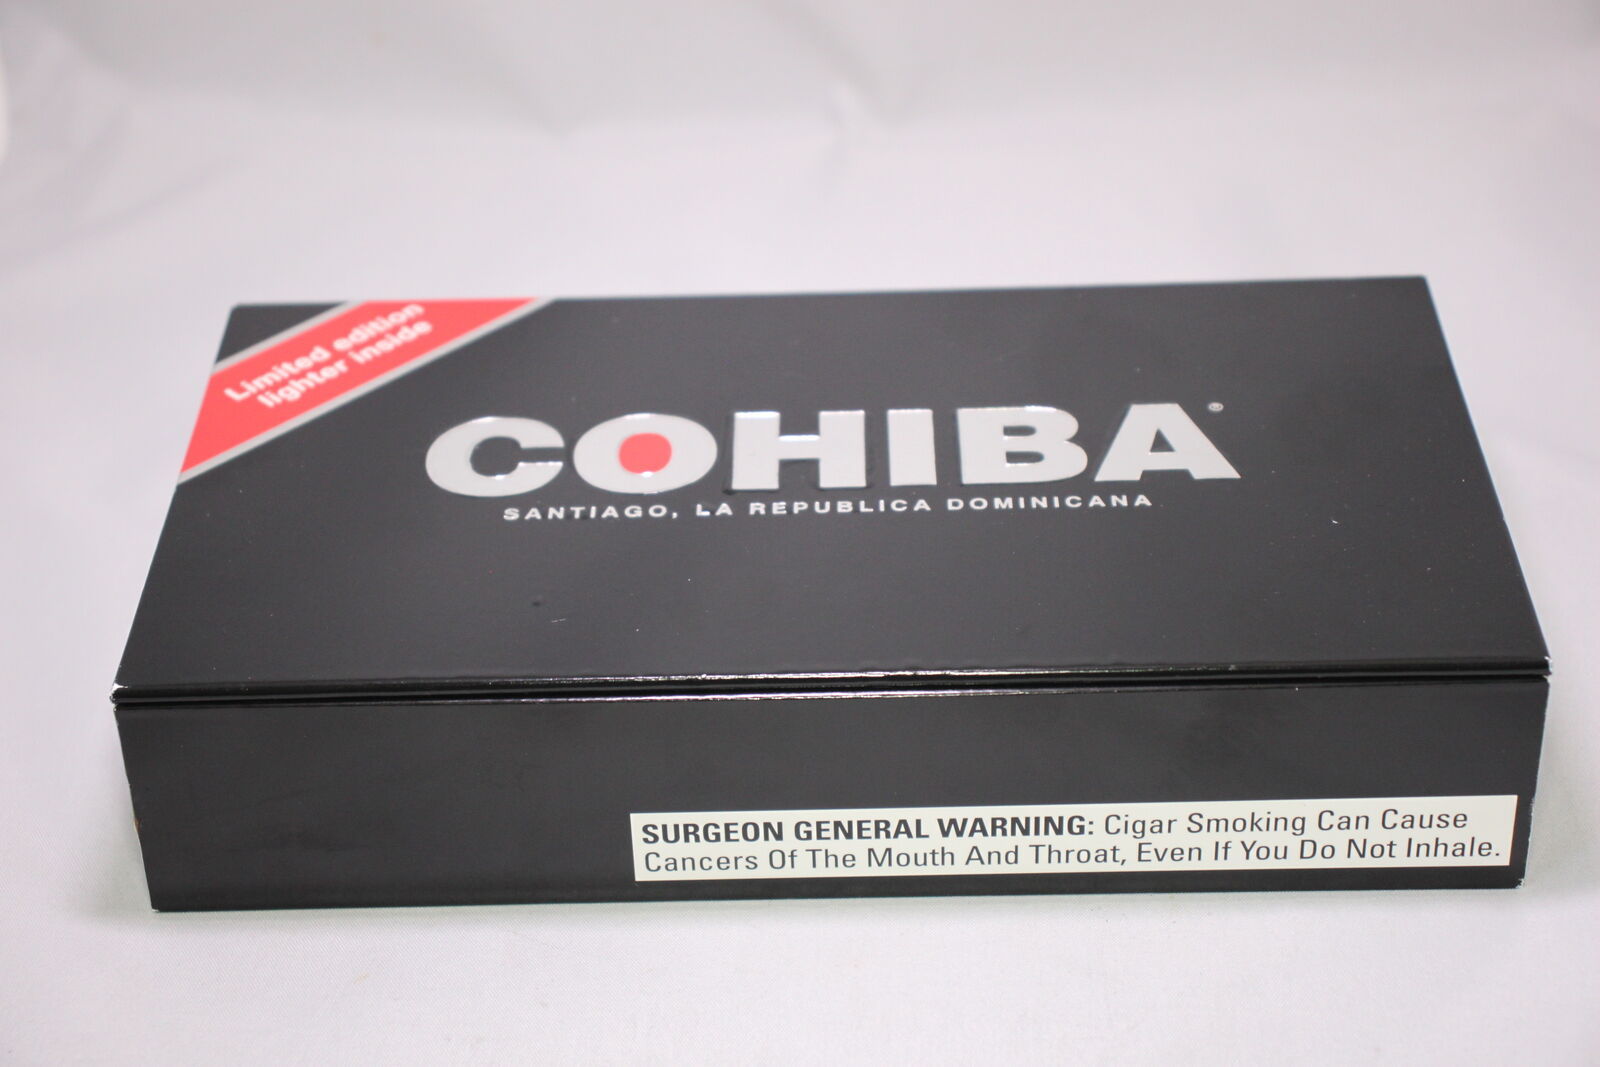 Limited edition
lighter inside
COHIBA®
SANTIAGO, LA REPUBLICA DOMINICANA
SURGEON GENERAL WARNING: Cigar Smoking Can Cause
Cancers Of The Mouth And Throat, Even If You Do Not Inhale.